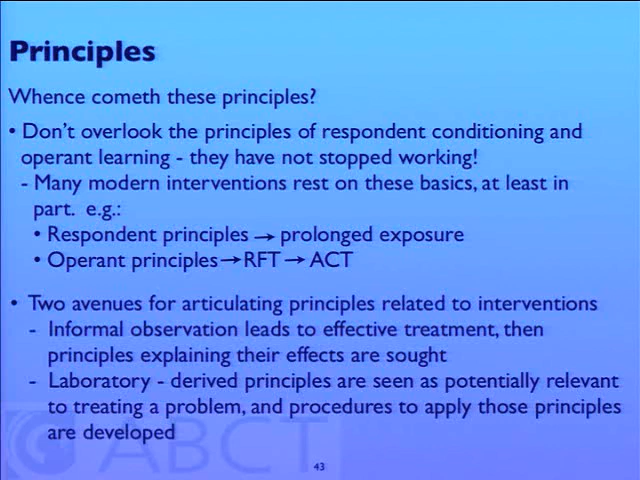 Principles
Whence cometh these principles?
• Don't overlook the principles of respondent conditioning and
operant learning - they have not stopped working!
- Many modern interventions rest on these basics, at least in
part. e.g.:
• Respondent principles → prolonged exposure
• Operant principles→RFT→ACT
• Two avenues for articulating principles related to interventions
- Informal observation leads to effective treatment, then
principles explaining their effects are sought
- Laboratory - derived principles are seen as potentially relevant
to treating a problem, and procedures to apply those principles
are developed
ABCT
43